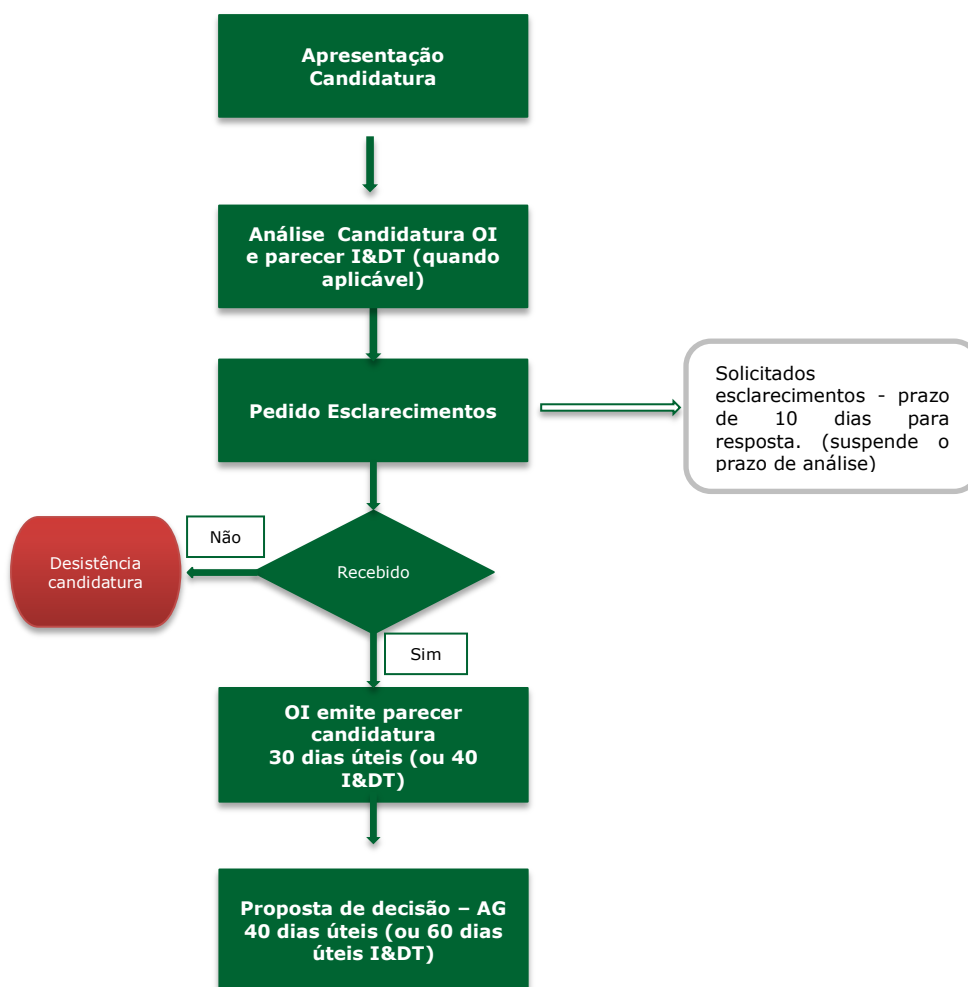 Apresentação
Candidatura
Análise Candidatura OI
e parecer I&DT (quando
aplicável)
Pedido Esclarecimentos
Solicitados
esclarecimentos - prazo
de 10 dias para
resposta. (suspende o
prazo de análise)
Não
Desistência
candidatura
Recebido
Sim
OI emite parecer
candidatura
30 dias úteis (ou 40
I&DT)
Proposta de decisão – AG
40 dias úteis (ou 60 dias
úteis I&DT)